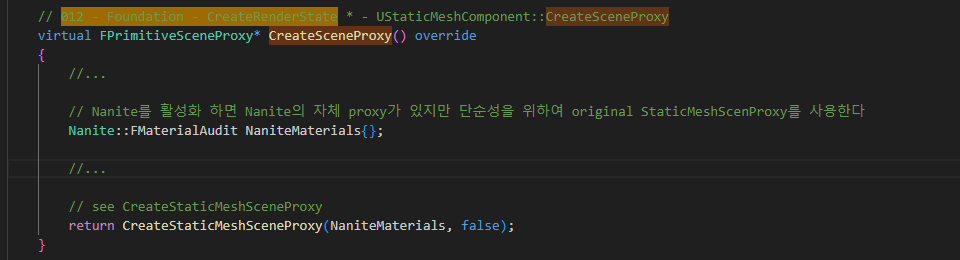 // 012 - Foundation - CreateRenderState * - UStaticMeshComponent::CreateSceneProxy
virtual FPrimitiveSceneProxy* CreateSceneProxy() override
{
//...
// Nanite를 활성화 하면 Nanite의 자체 proxy가 있지만 단순성을 위하여 original StaticMeshScenProxy를 사용한다
Nanite::FMaterialAudit NaniteMaterials{};
//...
// see CreateStaticMeshSceneProxy
return CreateStaticMeshSceneProxy(NaniteMaterials, false);
}